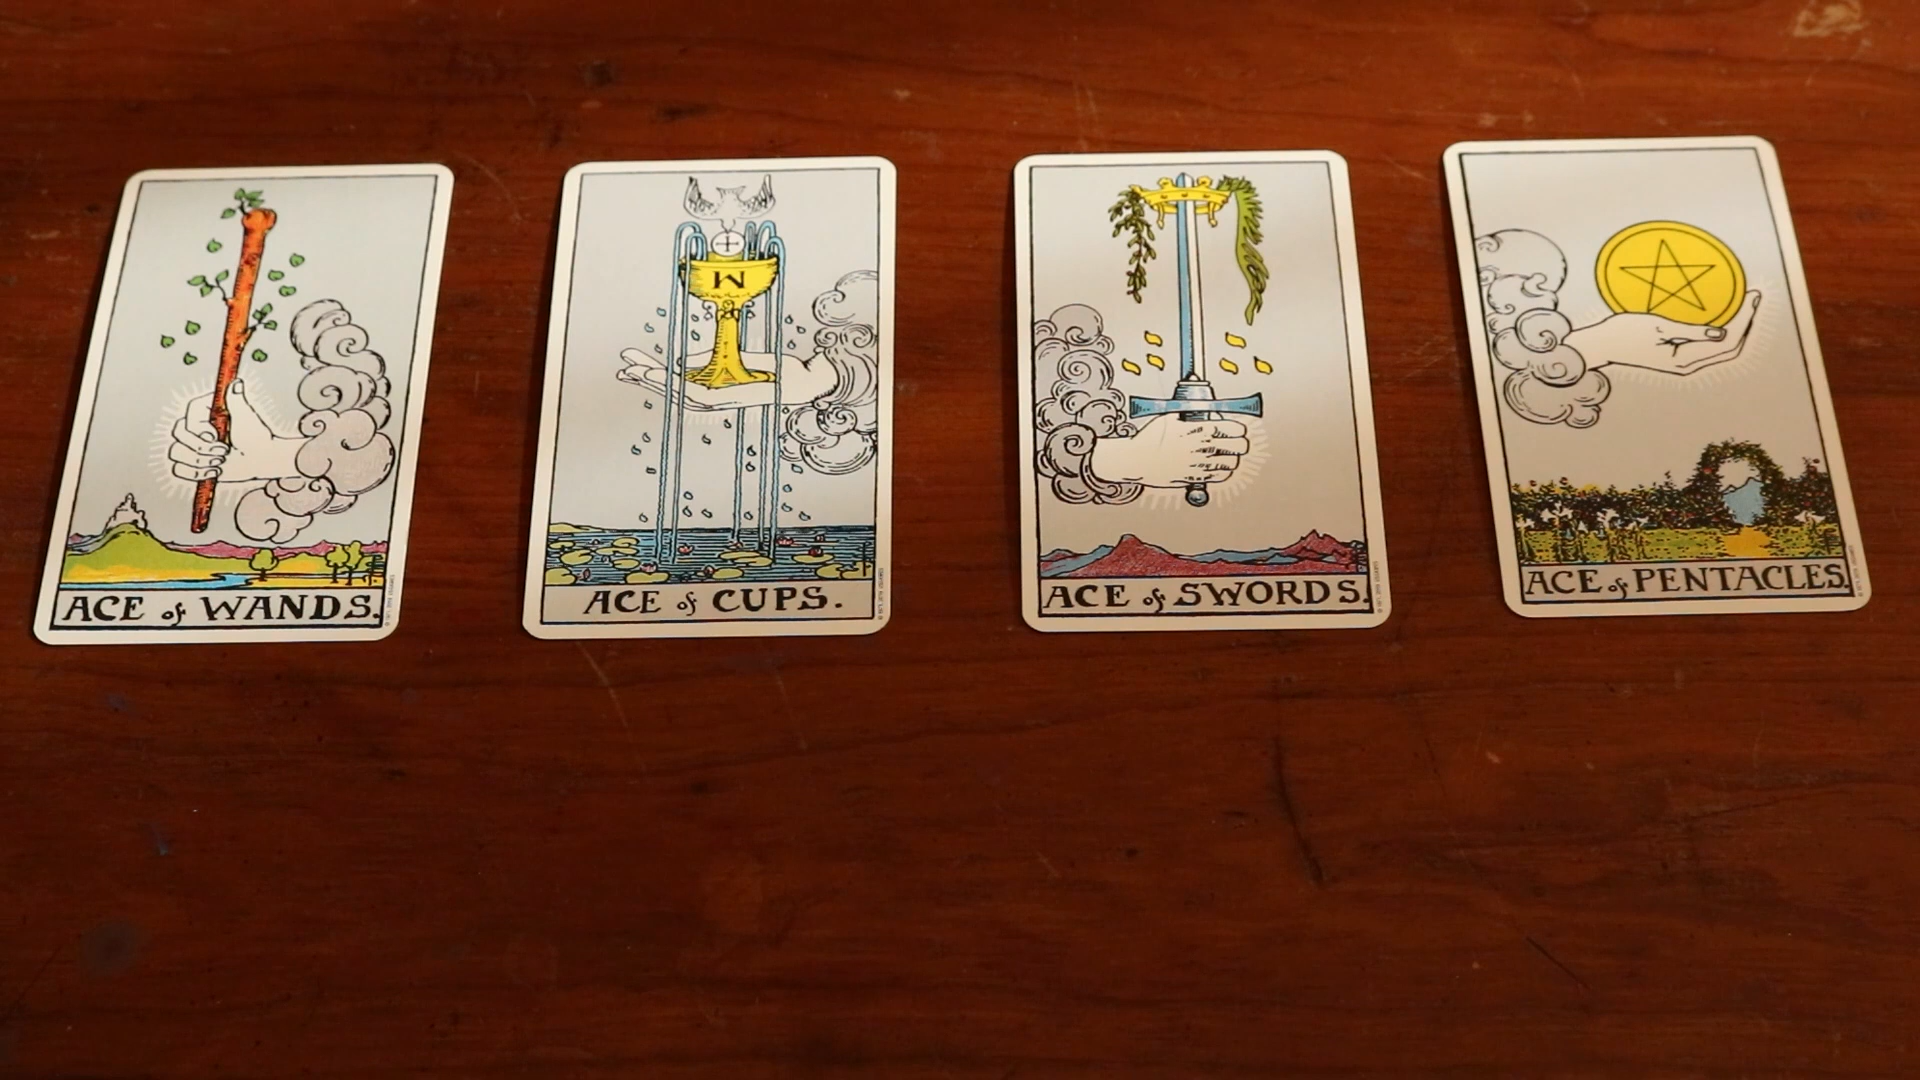 ACE of WANDS.
ACE of CUPS.
ACE of SWORDS.
ACE of PENTACLES.